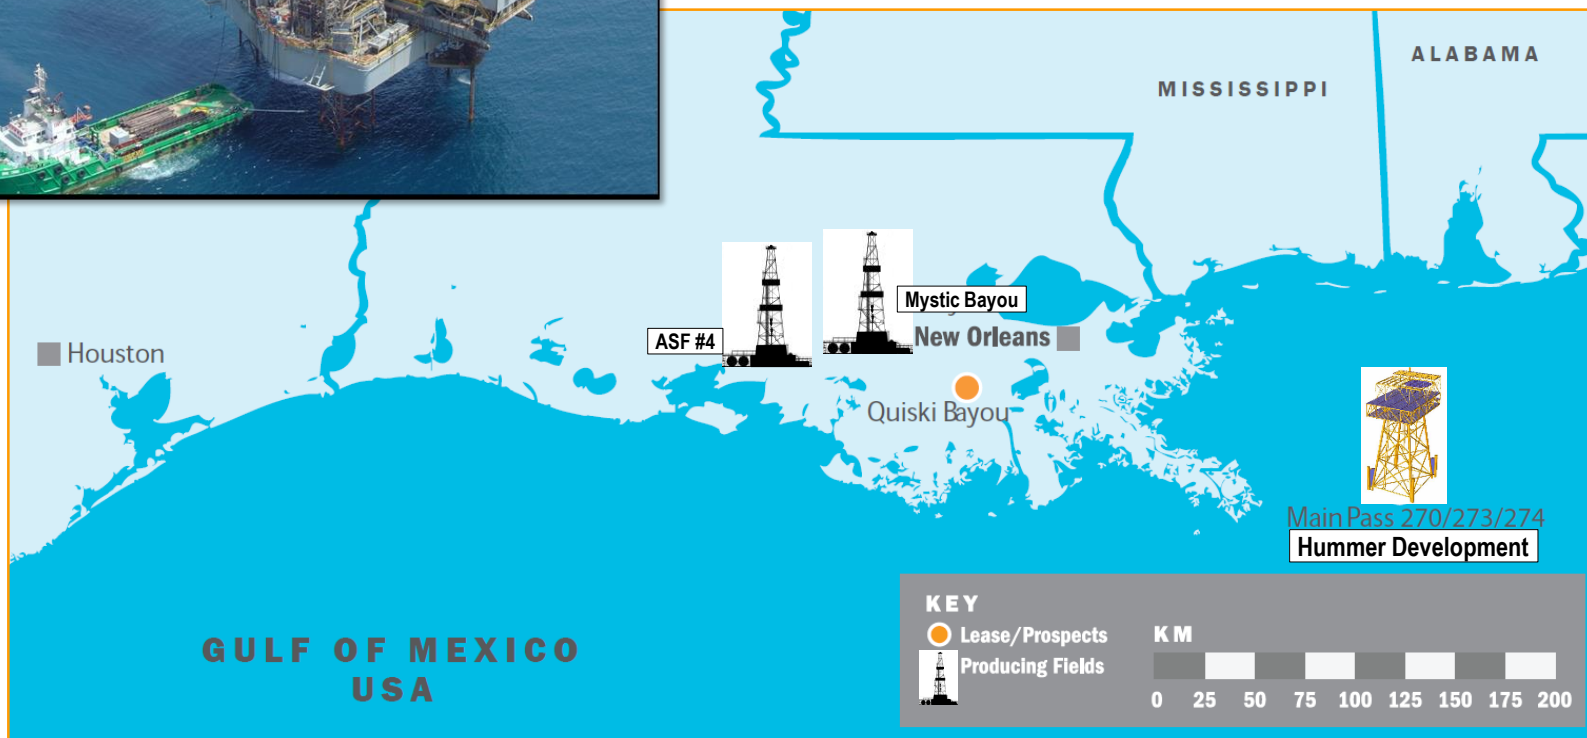 ALABAMA
MISSISSIPPI
Mystic Bayou
New Orleans
ASF #4
Houston
Quiski Bayou
Main Pass 270/273/274
Hummer Development
GULF OF MEXICO
USA
KEY
Lease/Prospects
Producing Fields
KM
0 25 50 75 100 125 150 175 200